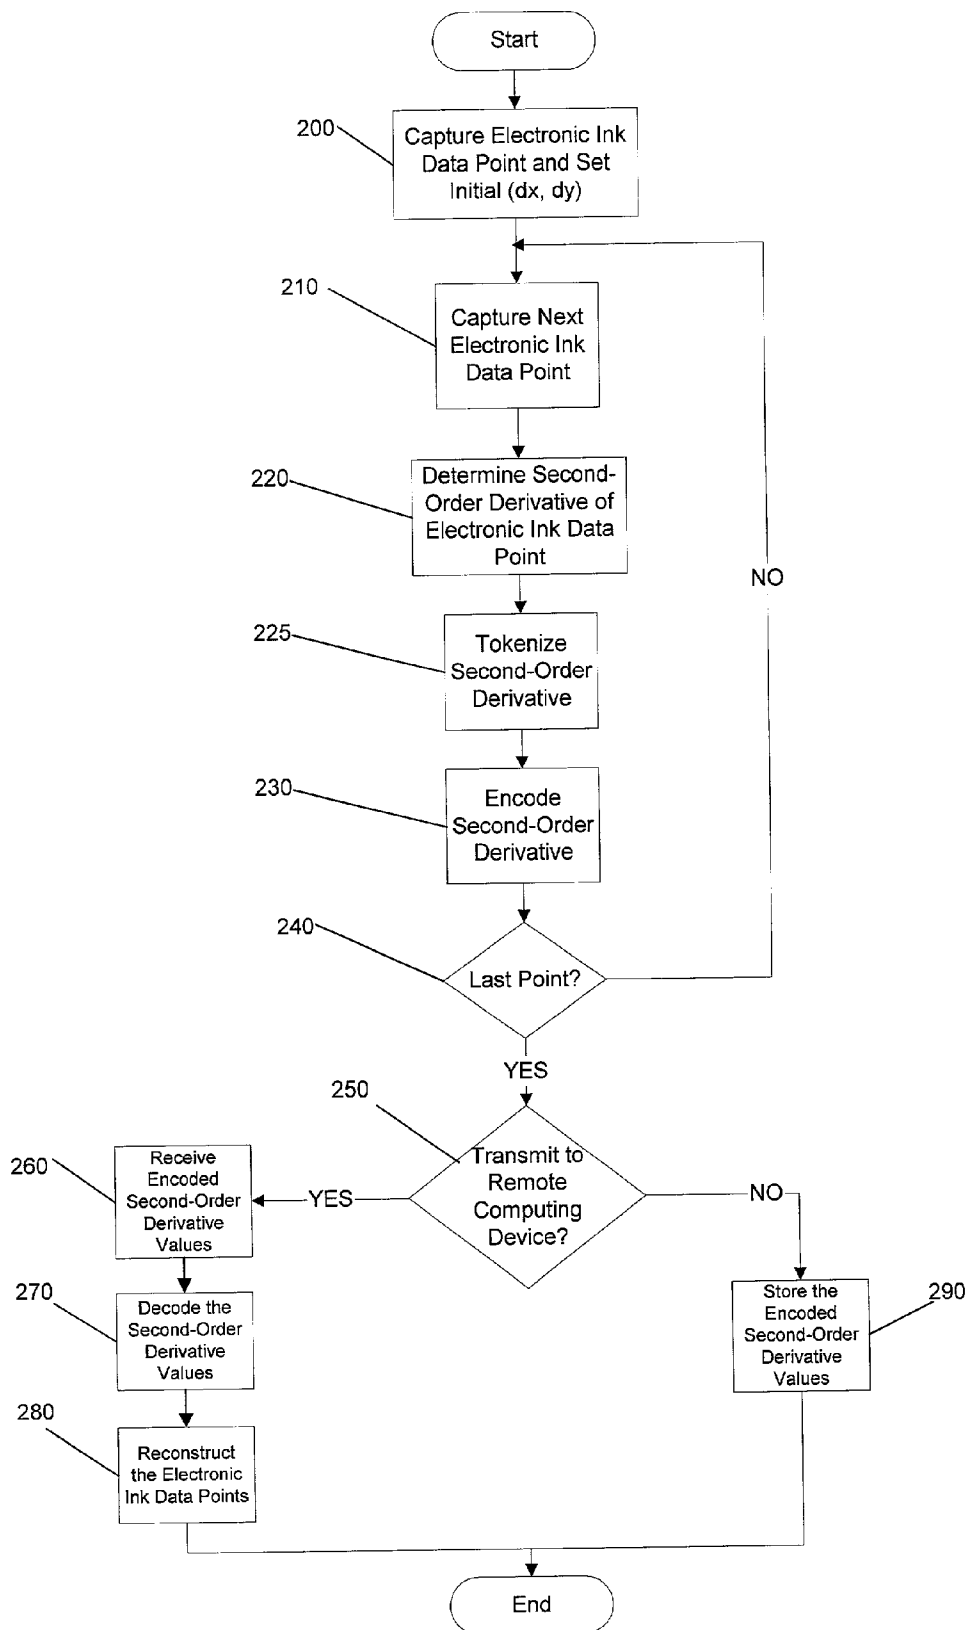 Start
200
Capture Electronic Ink
Data Point and Set
Initial (dx, dy)
210
Capture Next
Electronic Ink
Data Point
220
Determine Second-
Order Derivative of
Electronic Ink Data
Point
NO
225
Tokenize
Second-Order
Derivative
230
Encode
Second-Order
Derivative
240
Last Point?
YES
250
Transmit to
Remote
Computing
Device?
YES
NO
260
Receive
Encoded
Second-Order
Derivative
Values
270
Decode the
Second-Order
Derivative
Values
290
Store the
Encoded
Second-Order
Derivative
Values
280
Reconstruct
the Electronic
Ink Data Points
End